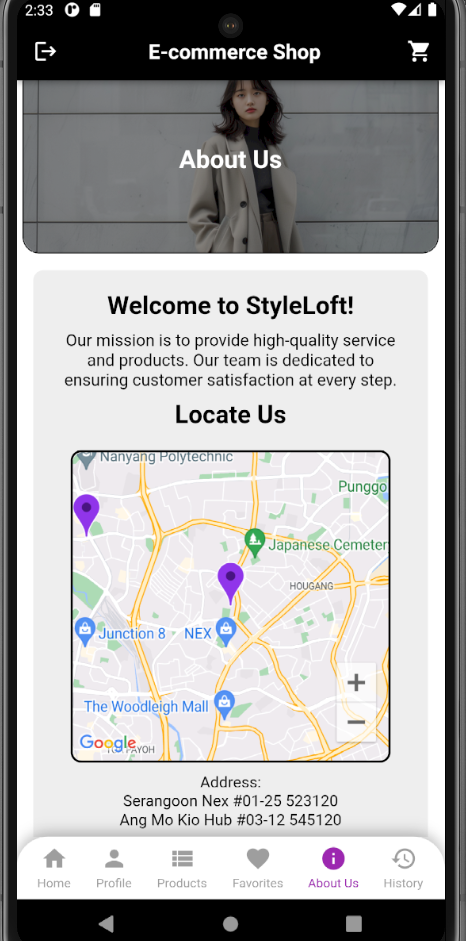 2:33
E-commerce Shop
About Us
Welcome to StyleLoft!
Our mission is to provide high-quality service
and products. Our team is dedicated to
ensuring customer satisfaction at every step.
Locate Us
Nanyang Polytechnic
Punggo
Japanese Cemeter
HOUGANG
Junction 8
NEX
The Woodleigh Mall
Google
PAYOH
+
−
Address:
Serangoon Nex #01-25 523120
Ang Mo Kio Hub #03-12 545120
Home
Profile
Products
Favorites
About Us
History